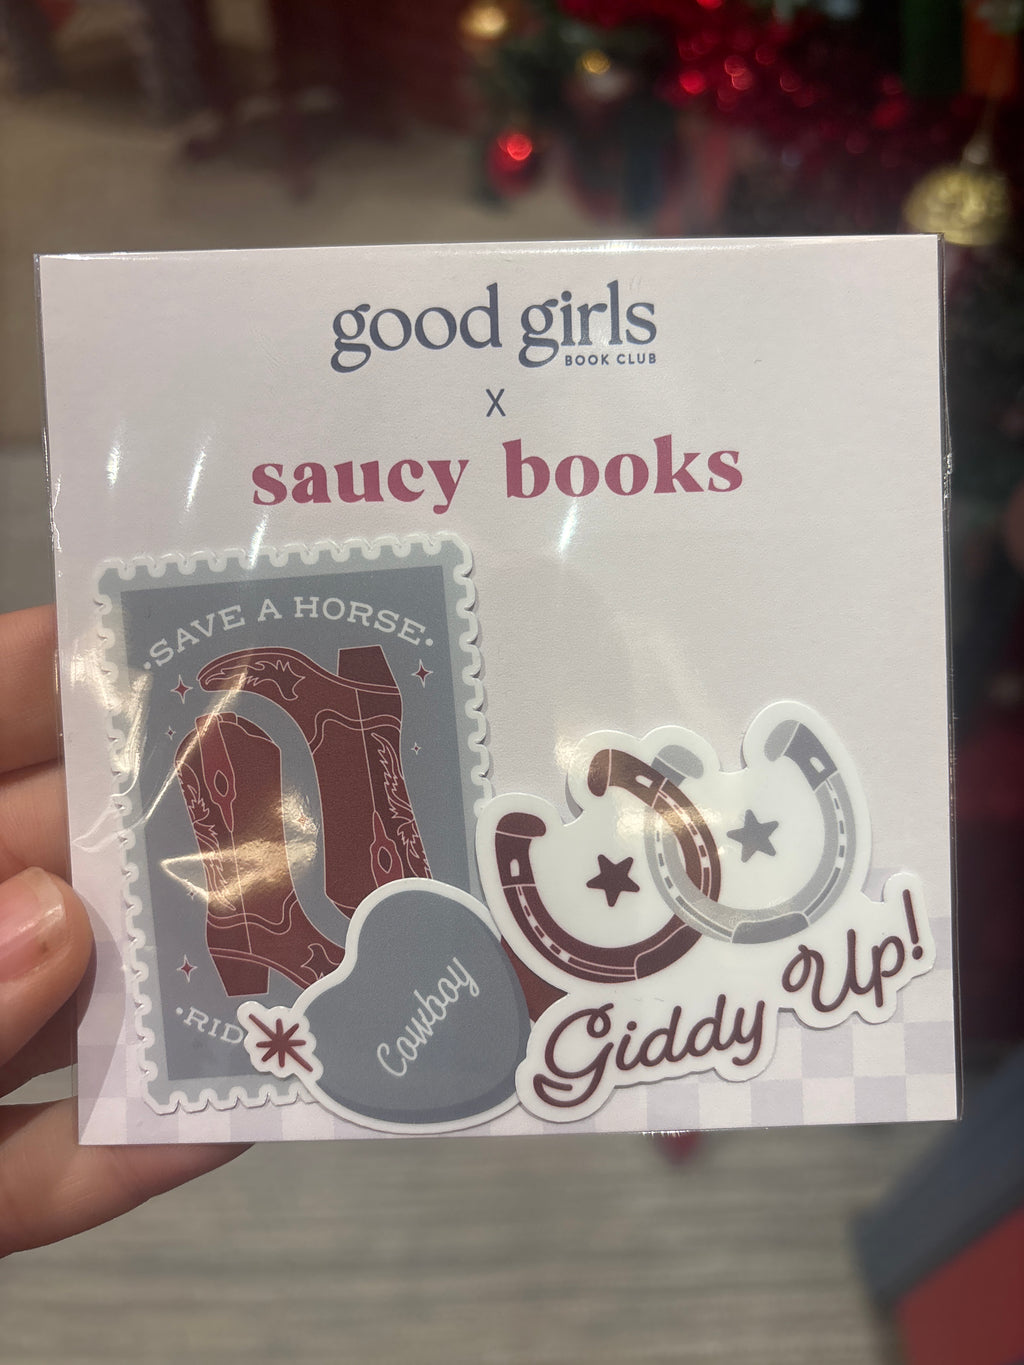 good girls
BOOK CLUB
X
saucy books
·SAVE A HORSE·
·RID
Cowboy
Giddy Up!